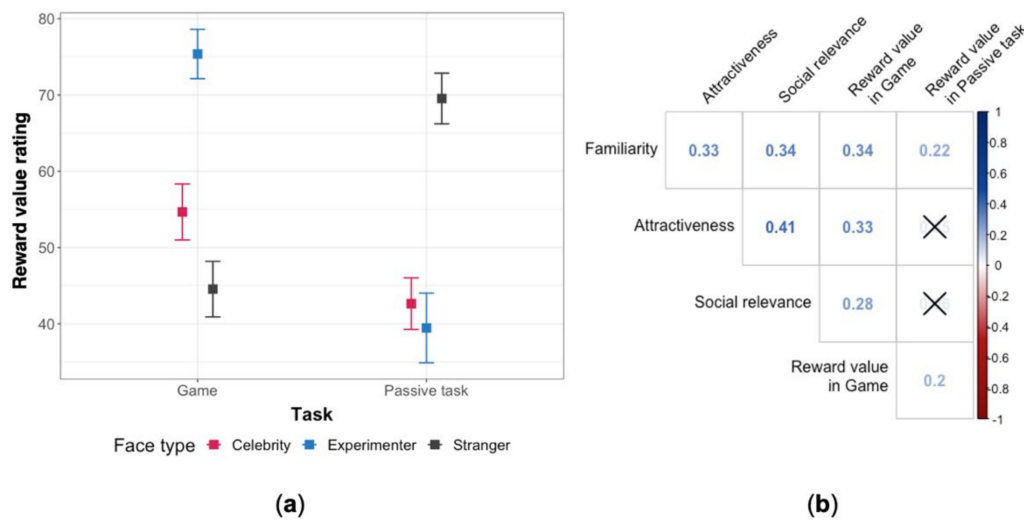 80
70
60
50
40
Reward value rating
Game
Passive task
Task
Face type
Celebrity
Experimenter
Stranger
(a)
Attractiveness
Social relevance
Reward value
in Game
Reward value
in Passive task
Familiarity
0.33
0.34
0.34
0.22
Attractiveness
0.41
0.33
Social relevance
0.28
Reward value
in Game
0.2
1
0.8
0.6
0.4
0.2
0
-0.2
-0.4
-0.6
-0.8
-1
(b)